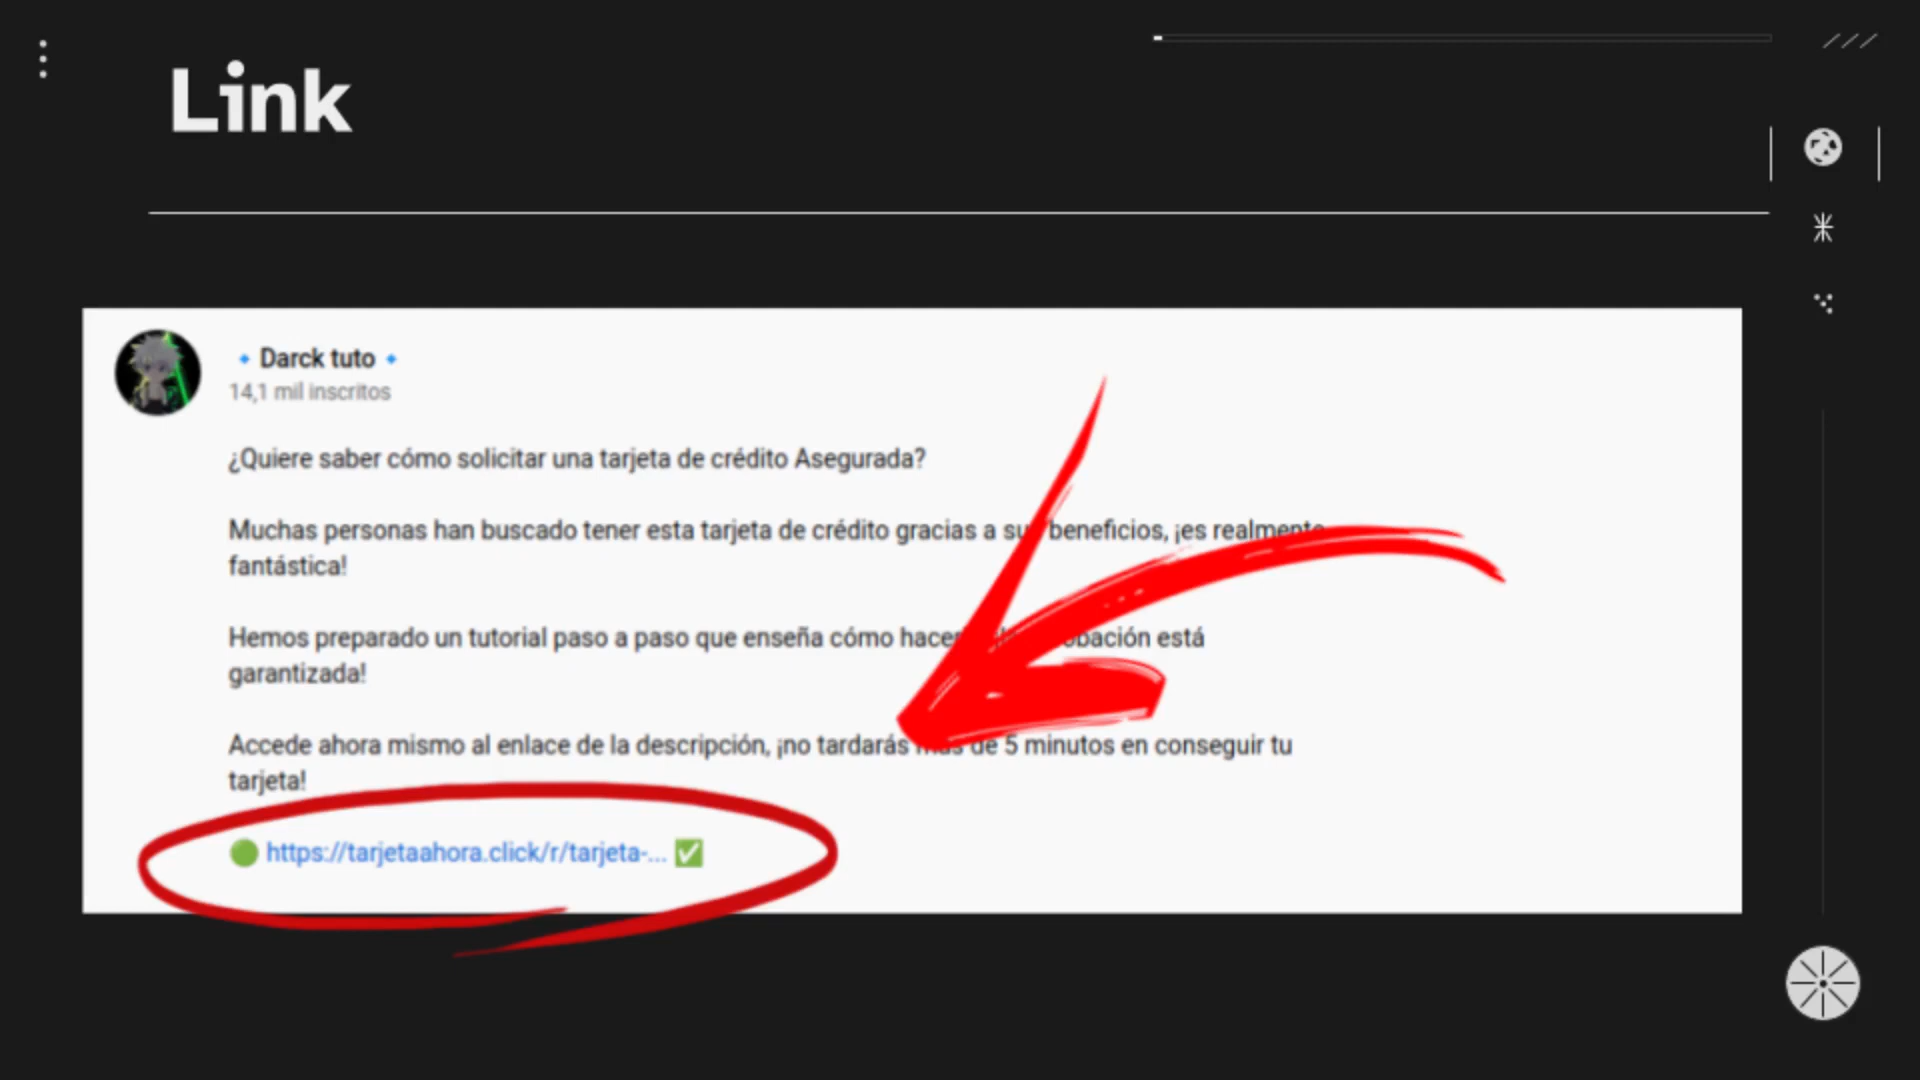 Link
Darck tuto
14,1 mil inscritos
¿Quiere saber cómo solicitar una tarjeta de crédito Asegurada?
Muchas personas han buscado tener esta tarjeta de crédito gracias a su beneficios, ¡es realmente
fantástica!
Hemos preparado un tutorial paso a paso que enseña cómo está
garantizada!
Accede ahora mismo al enlace de la descripción, ¡no tardarás de 5 minutos en conseguir tu
tarjeta!
https://tarjetaahora.click/r/tarjeta-...